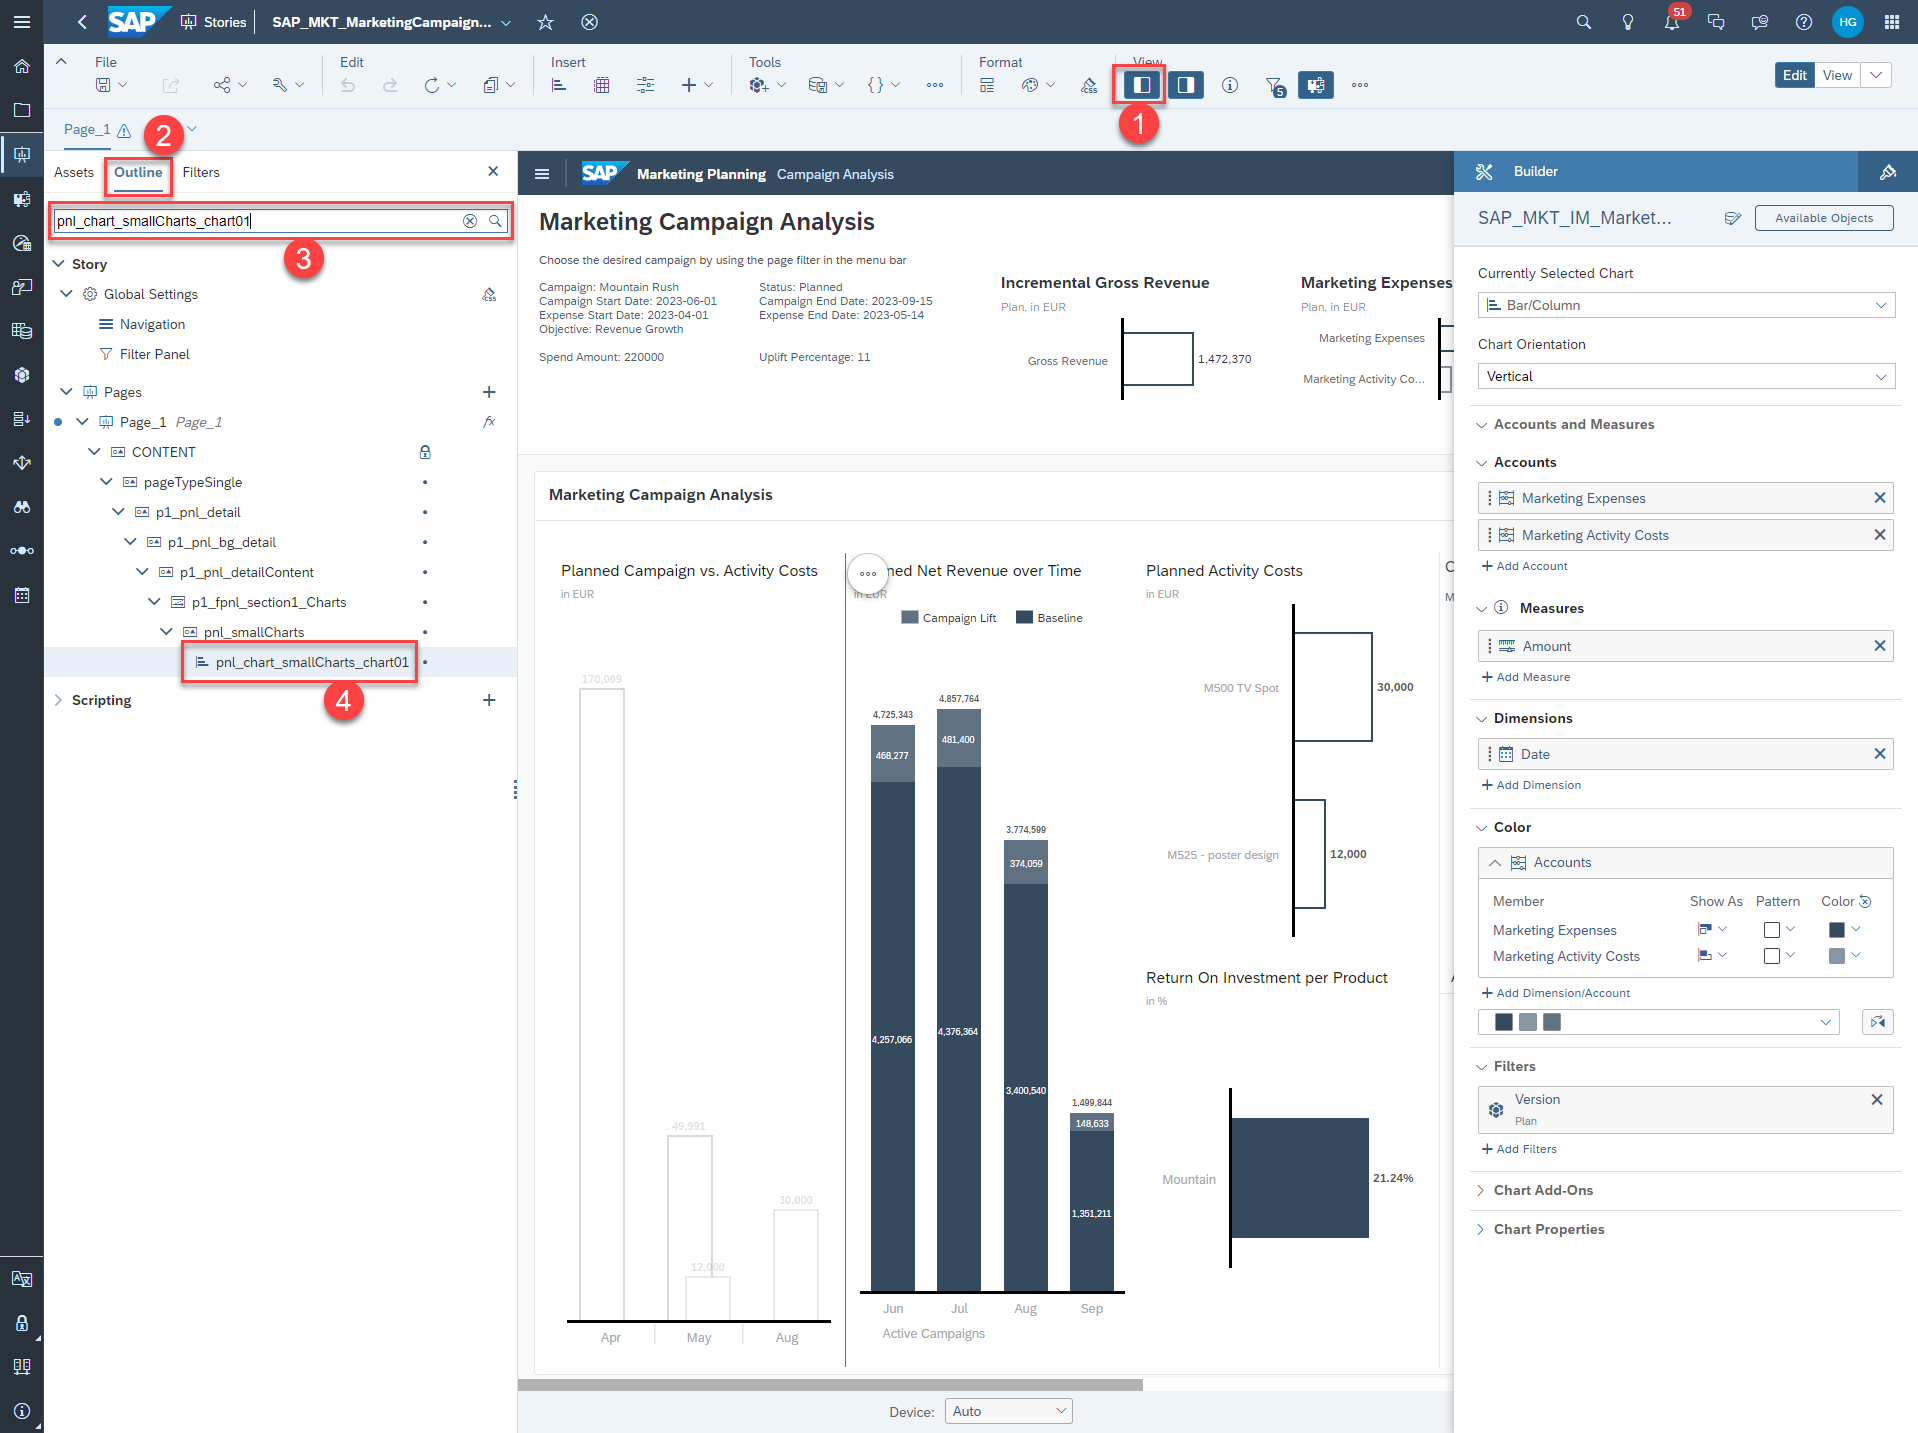 SAP Stories SAP_MKT_MarketingCampaign...
51
HG
File Edit Insert Tools Format View
CSS
5
Edit View
1
Page_1
2
Assets Outline Filters
pnl_chart_smallCharts_chart01
3
Story
Global Settings
CSS
Navigation
Filter Panel
Pages
Page_1 Page_1
fx
CONTENT
pageTypeSingle
p1_pnl_detail
p1_pnl_bg_detail
p1_pnl_detailContent
p1_fpnl_section1_Charts
pnl_smallCharts
pnl_chart_smallCharts_chart01
4
Scripting
SAP Marketing Planning Campaign Analysis
Marketing Campaign Analysis
Choose the desired campaign by using the page filter in the menu bar
Campaign: Mountain Rush
Campaign Start Date: 2023-06-01
Expense Start Date: 2023-04-01
Objective: Revenue Growth
Spend Amount: 220000
Status: Planned
Campaign End Date: 2023-09-15
Expense End Date: 2023-05-14
Uplift Percentage: 11
Incremental Gross Revenue
Plan, in EUR
Gross Revenue
1,472,370
Marketing Expenses
Plan, in EUR
Marketing Expenses
Marketing Activity Co...
Marketing Campaign Analysis
Planned Campaign vs. Activity Costs
in EUR
170,009
49,991
12,000
30,000
Apr May Aug
ned Net Revenue over Time
in EUR
Campaign Lift Baseline
4,725,343
468,277
4,257,066
4,857,764
481,400
4,376,364
3,774,599
374,059
3,400,540
1,499,844
148,633
1,351,211
Jun Jul Aug Sep
Active Campaigns
Planned Activity Costs
in EUR
M500 TV Spot
30,000
M525 - poster design
12,000
Return On Investment per Product
in %
Mountain
21.24%
Device: Auto
Builder
SAP_MKT_IM_Market...
Available Objects
Currently Selected Chart
Bar/Column
Chart Orientation
Vertical
Accounts and Measures
Accounts
Marketing Expenses
Marketing Activity Costs
+ Add Account
Measures
Amount
+ Add Measure
Dimensions
Date
+ Add Dimension
Color
Accounts
Member Show As Pattern Color
Marketing Expenses
Marketing Activity Costs
+ Add Dimension/Account
Filters
Version
Plan
+ Add Filters
Chart Add-Ons
Chart Properties